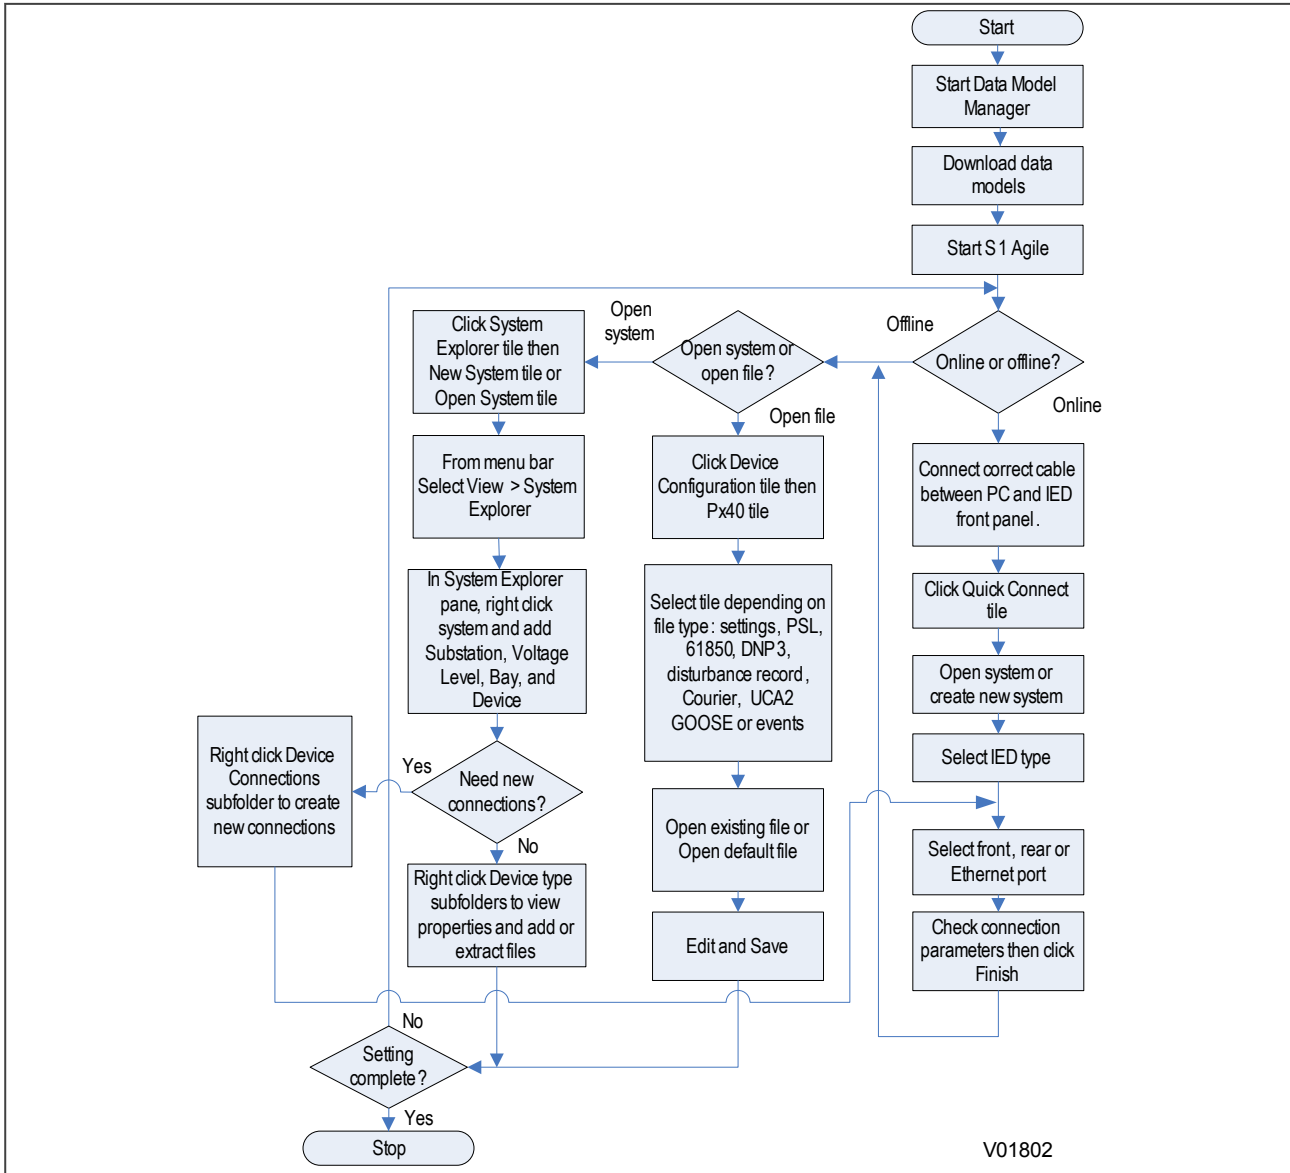 Start
Start Data Model
Manager
Download data
models
Start S1 Agile
Online or offline?
Offline
Online
Open system or
open file?
Open
system
Open file
Click System
Explorer tile then
New System tile or
Open System tile
From menu bar
Select View > System
Explorer
In System Explorer
pane, right click
system and add
Substation, Voltage
Level, Bay, and
Device
Need new
connections?
Yes
No
Right click Device
Connections
subfolder to create
new connections
Right click Device type
subfolders to view
properties and add or
extract files
Click Device
Configuration tile then
Px40 tile
Select tile depending on
file type: settings, PSL,
61850, DNP3,
disturbance record,
Courier, UCA2
GOOSE or events
Open existing file or
Open default file
Edit and Save
Connect correct cable
between PC and IED
front panel.
Click Quick Connect
tile
Open system or
create new system
Select IED type
Select front, rear or
Ethernet port
Check connection
parameters then click
Finish
Setting
complete?
No
Yes
Stop
V01802